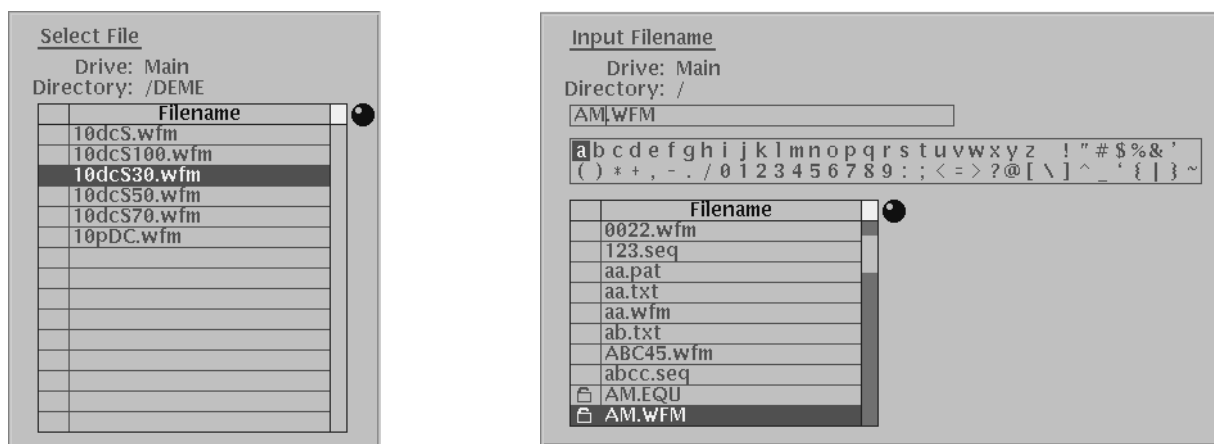 Select File
Drive: Main
Directory: /DEME
Filename
10dcS.wfm
10dcS100.wfm
10dcS30.wfm
10dcS50.wfm
10dcS70.wfm
10pDC.wfm
Input Filename
Drive: Main
Directory: /
AM.WFM
a b c d e f g h i j k l m n o p q r s t u v w x y z ! " # $ % & '
( ) * + , - . / 0 1 2 3 4 5 6 7 8 9 : ; < = > ? @ [ \ ] ^ _ ` { | } ~
Filename
0022.wfm
123.seq
aa.pat
aa.txt
aa.wfm
ab.txt
ABC45.wfm
abcc.seq
AM.EQU
AM.WFM